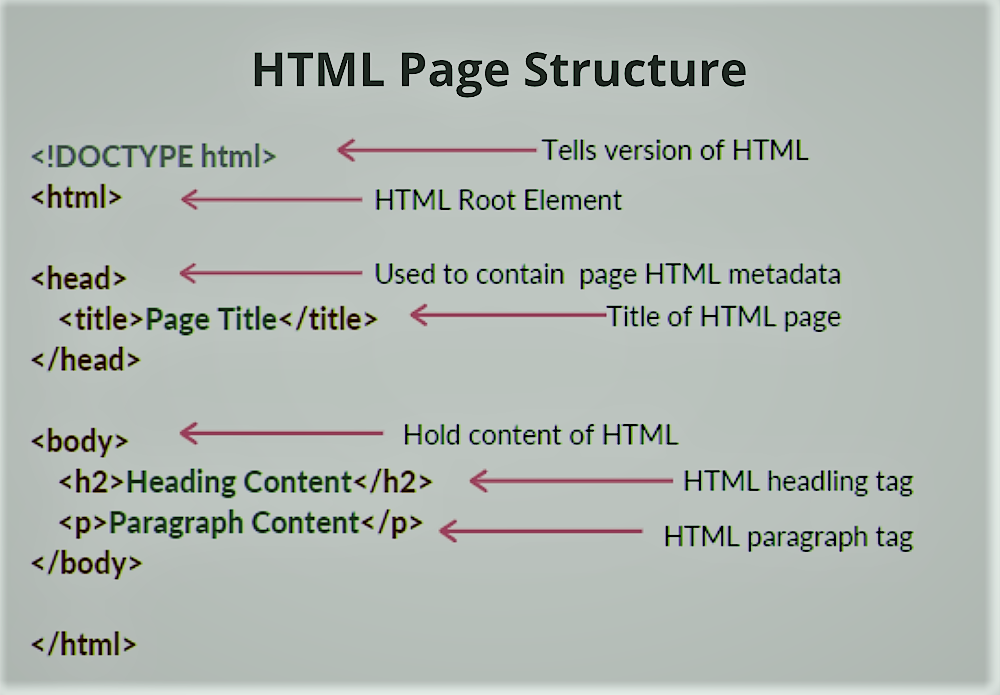 HTML Page Structure
<!DOCTYPE html> Tells version of HTML
<html> HTML Root Element
<head> Used to contain page HTML metadata
<title>Page Title</title> Title of HTML page
</head>
<body> Hold content of HTML
<h2>Heading Content</h2> HTML headling tag
<p>Paragraph Content</p> HTML paragraph tag
</body>
</html>